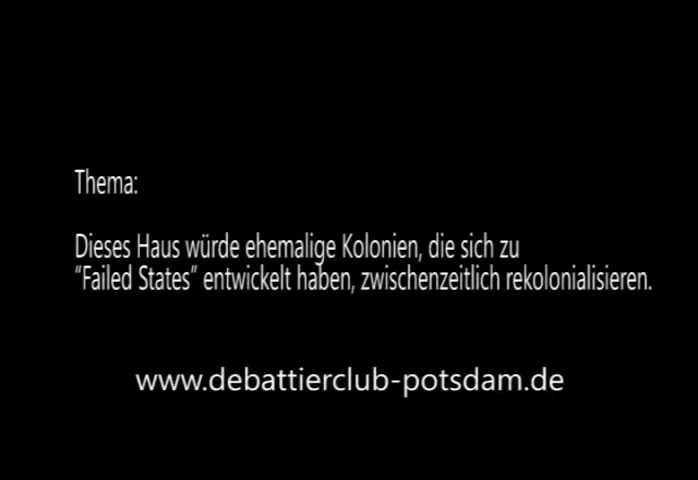 Thema:
Dieses Haus würde ehemalige Kolonien, die sich zu
"Failed States" entwickelt haben, zwischenzeitlich rekolonialisieren.
www.debattierclub-potsdam.de